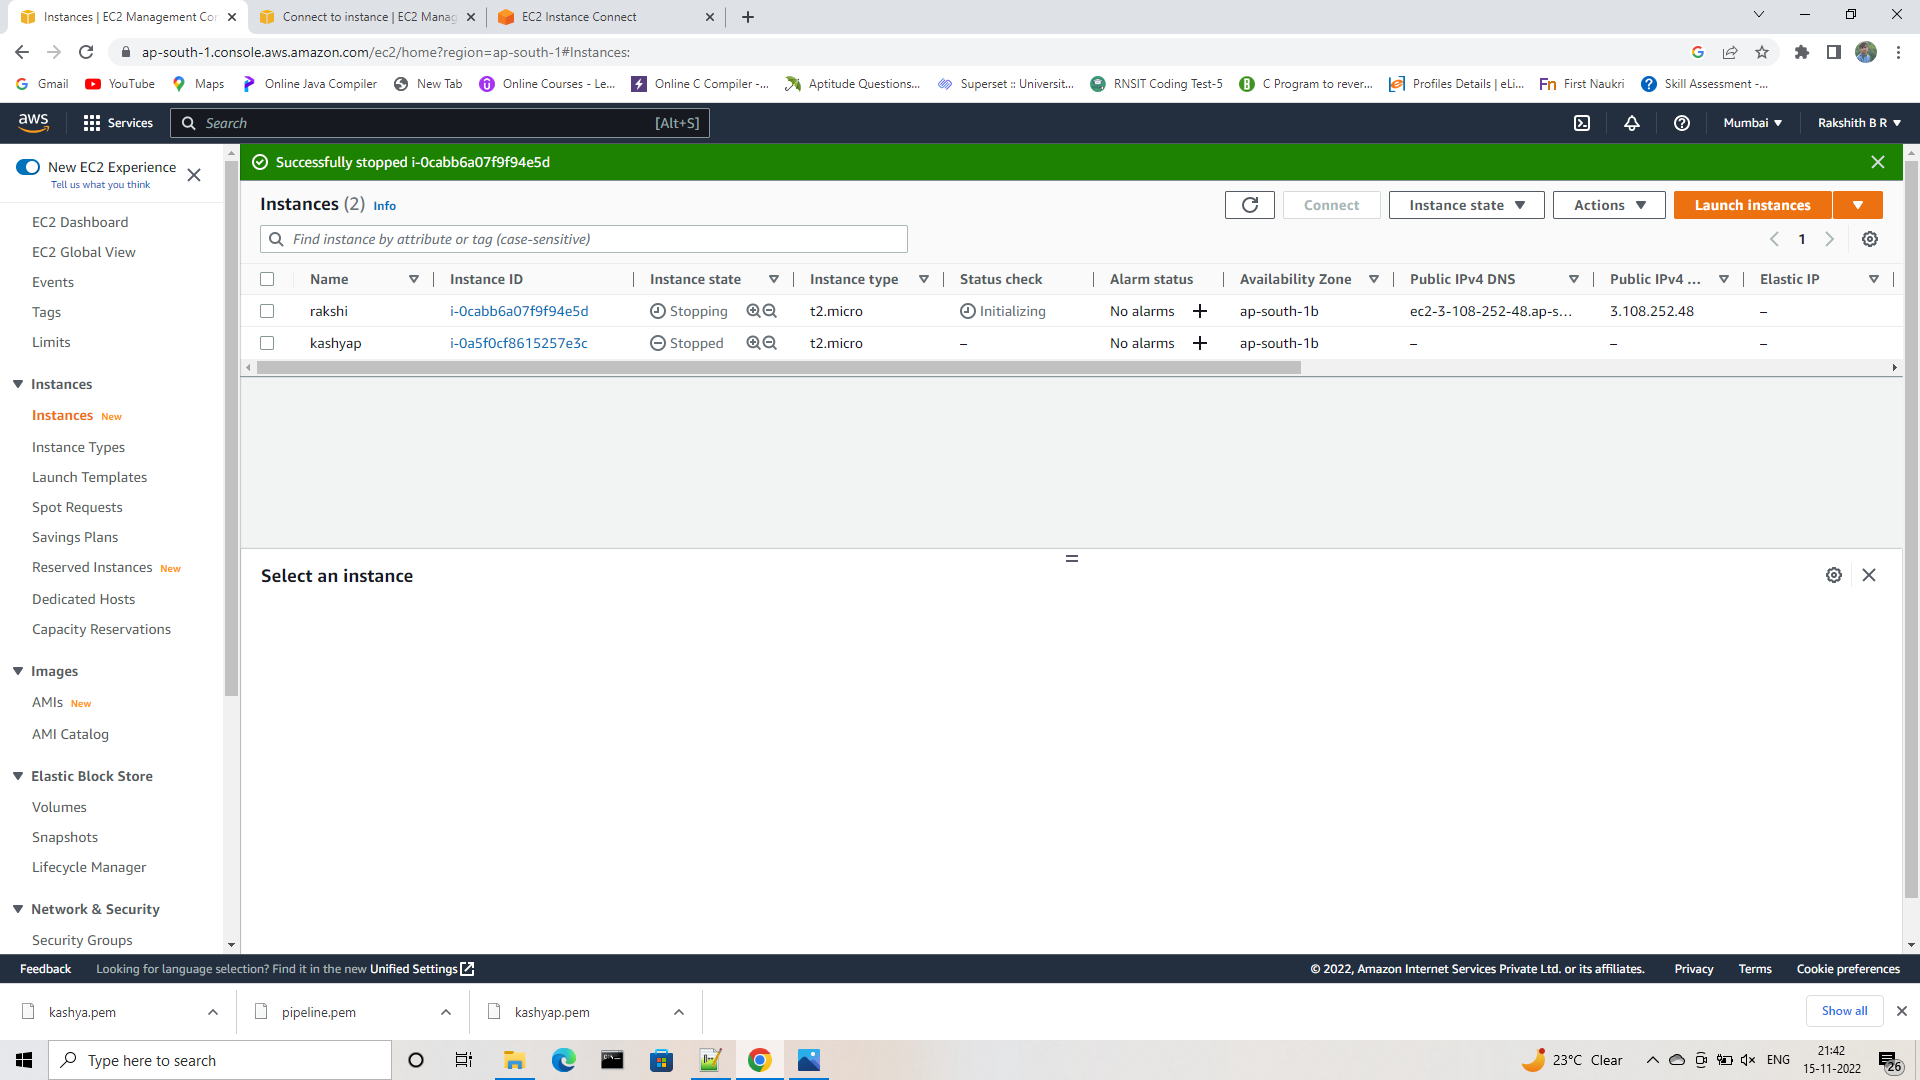 Instances | EC2 Management Cor
Connect to instance | EC2 Manag
EC2 Instance Connect
ap-south-1.console.aws.amazon.com/ec2/home?region=ap-south-1#Instances:
Gmail
YouTube
Maps
Online Java Compiler
New Tab
Online Courses - Le...
Online C Compiler -...
Aptitude Questions...
Superset :: Universit...
RNSIT Coding Test-5
C Program to rever...
Profiles Details | eLi...
First Naukri
Skill Assessment -...
aws
Services
Search
[Alt+S]
Mumbai
Rakshith B R
New EC2 Experience
Tell us what you think
EC2 Dashboard
EC2 Global View
Events
Tags
Limits
Instances
Instances New
Instance Types
Launch Templates
Spot Requests
Savings Plans
Reserved Instances New
Dedicated Hosts
Capacity Reservations
Images
AMIs New
AMI Catalog
Elastic Block Store
Volumes
Snapshots
Lifecycle Manager
Network & Security
Security Groups
Successfully stopped i-0cabb6a07f9f94e5d
Instances (2) Info
Connect
Instance state
Actions
Launch instances
Find instance by attribute or tag (case-sensitive)
1
Name Instance ID Instance state Instance type Status check Alarm status Availability Zone Public IPv4 DNS Public IPv4 ... Elastic IP
rakshi i-0cabb6a07f9f94e5d Stopping t2.micro Initializing No alarms + ap-south-1b ec2-3-108-252-48.ap-s... 3.108.252.48 –
kashyap i-0a5f0cf8615257e3c Stopped t2.micro – No alarms + ap-south-1b – – –
Select an instance
Feedback
Looking for language selection? Find it in the new Unified Settings
© 2022, Amazon Internet Services Private Ltd. or its affiliates.
Privacy
Terms
Cookie preferences
kashya.pem
pipeline.pem
kashyap.pem
Show all
Type here to search
23°C Clear
ENG
21:42
15-11-2022
26